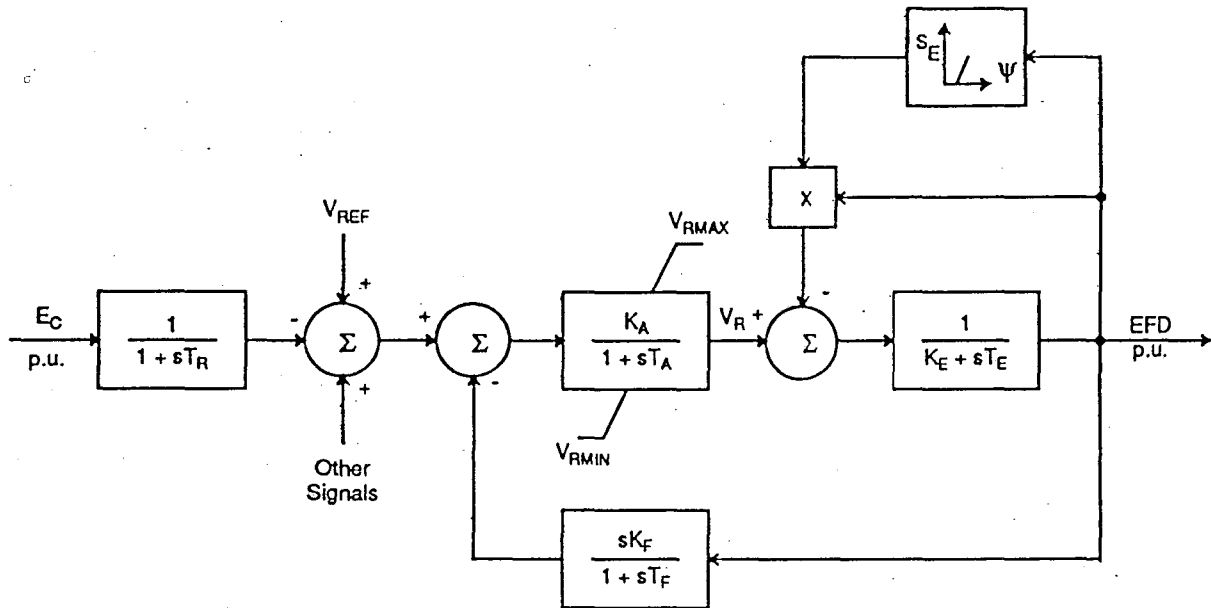 S_E
Ψ
X
V_REF
V_RMAX
+
E_C
p.u.
1
1 + sT_R
-
Σ
+
+
Σ
-
K_A
1 + sT_A
V_R +
-
Σ
1
K_E + sT_E
EFD
p.u.
V_RMIN
Other
Signals
sK_F
1 + sT_F